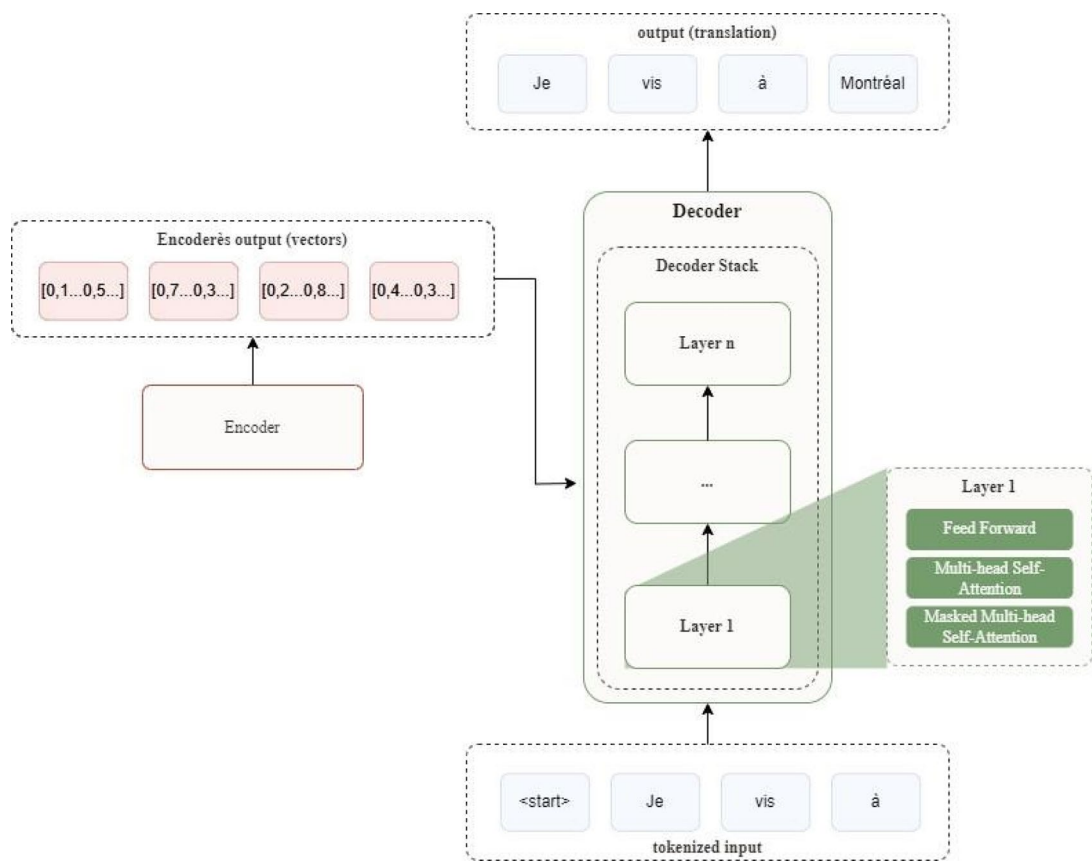 output (translation)
Je vis à Montréal
Decoder
Encoderès output (vectors)
[0,1...0,5...] [0,7...0,3...] [0,2...0,8...] [0,4...0,3...]
Decoder Stack
Layer n
Encoder
...
Layer 1
Layer 1
Feed Forward
Multi-head Self-
Attention
Masked Multi-head
Self-Attention
<start> Je vis à
tokenized input